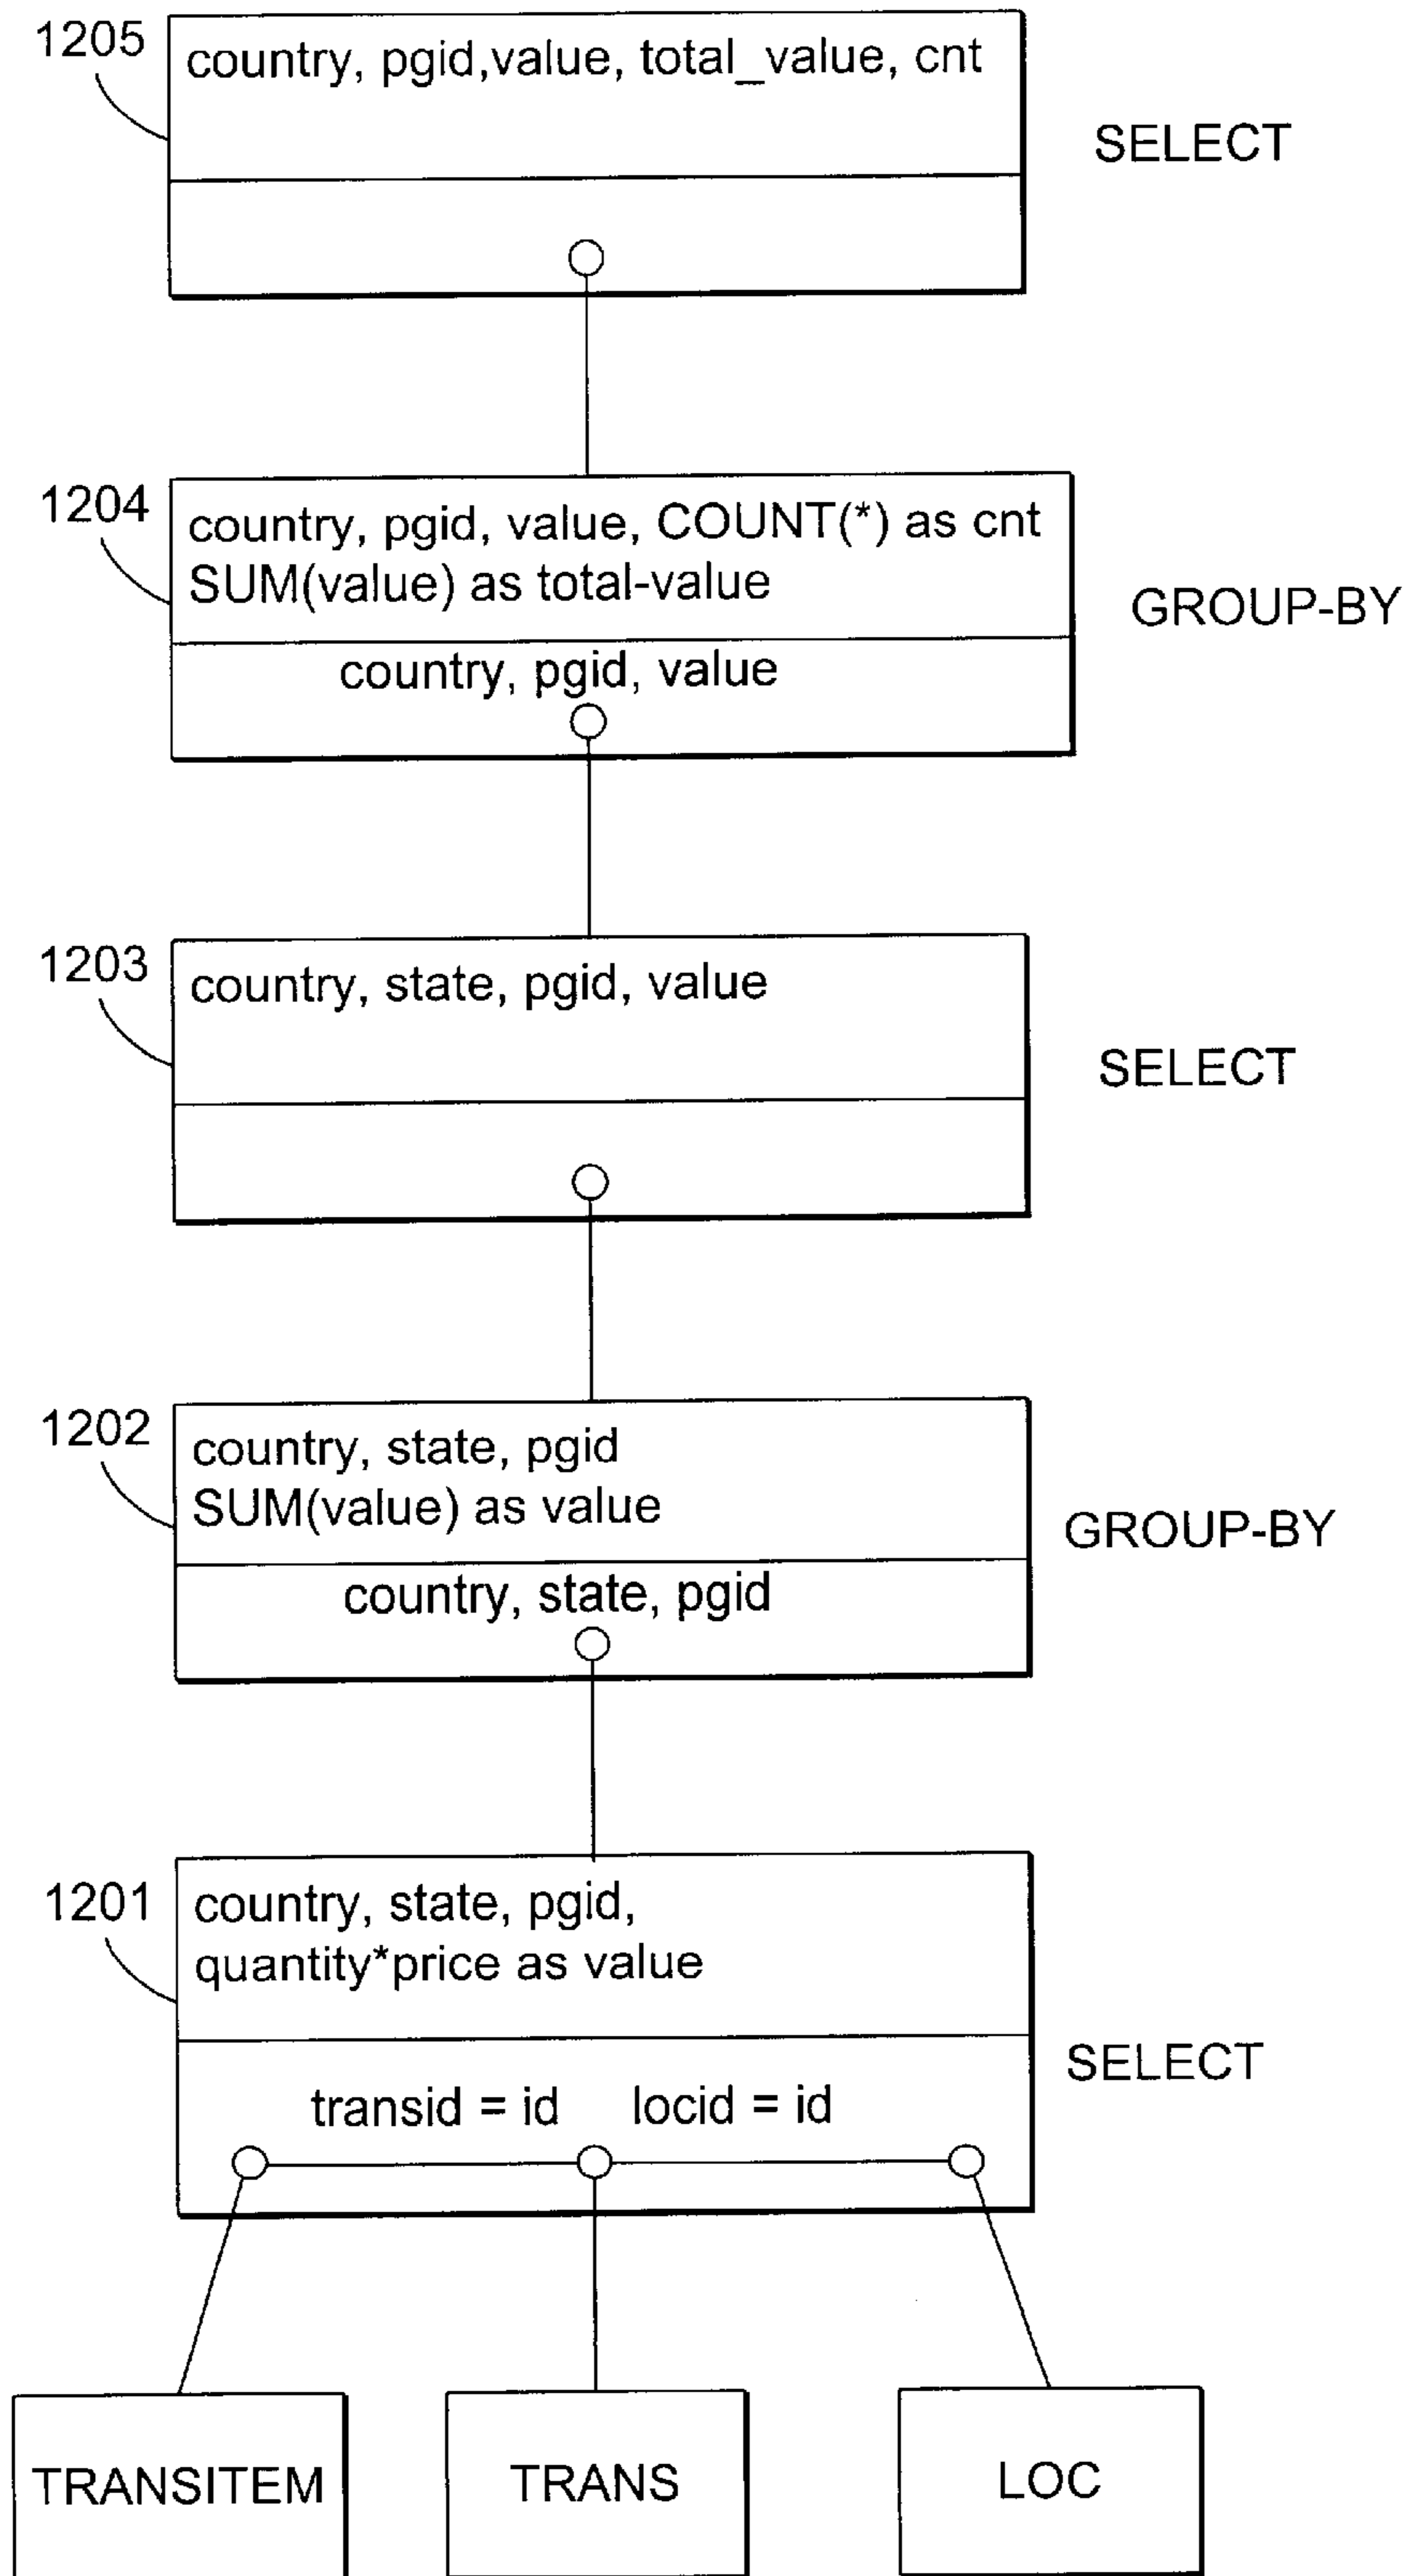 1205
country, pgid,value, total_value, cnt
SELECT
1204
country, pgid, value, COUNT(*) as cnt
SUM(value) as total-value
GROUP-BY
country, pgid, value
1203
country, state, pgid, value
SELECT
1202
country, state, pgid
SUM(value) as value
GROUP-BY
country, state, pgid
1201
country, state, pgid,
quantity*price as value
SELECT
transid = id locid = id
TRANSITEM TRANS LOC